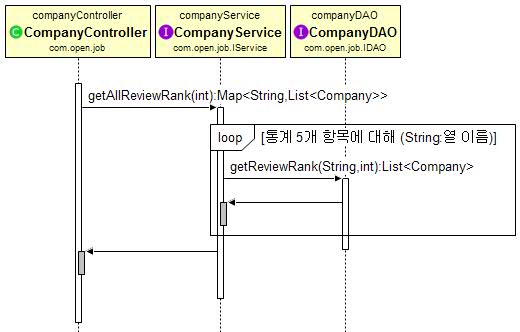 companyController
C CompanyController
com.open.job
companyService
I CompanyService
com.open.job.IService
companyDAO
I CompanyDAO
com.open.job.IDAO
getAllReviewRank(int):Map<String,List<Company>>
loop
[통계 5개 항목에 대해 (String:열 이름)]
getReviewRank(String,int):List<Company>